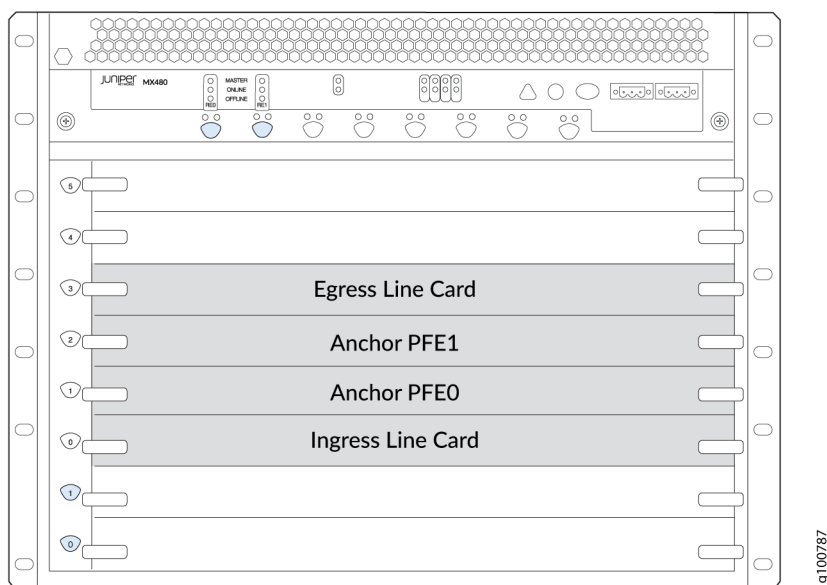 JUNIPER NETWORKS MX480
MASTER
ONLINE
OFFLINE
RE0
RE1
5
4
3 Egress Line Card
2 Anchor PFE1
1 Anchor PFE0
0 Ingress Line Card
1
0
g100787